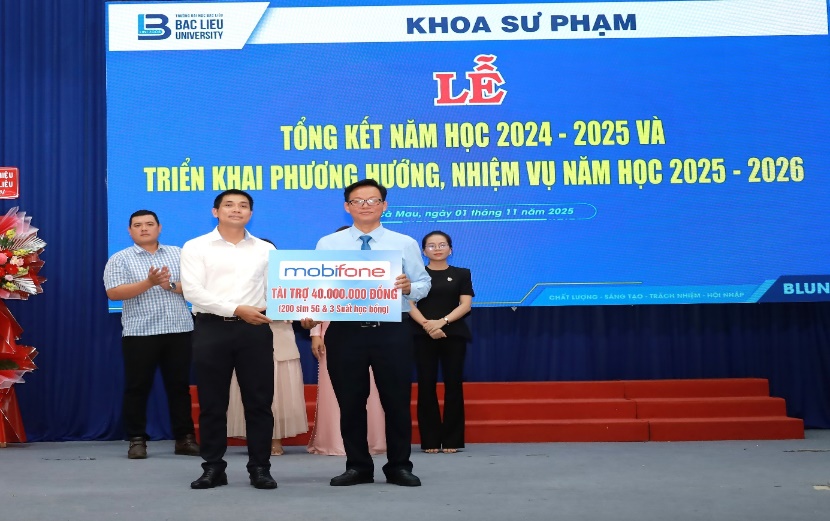 TRƯỜNG ĐẠI HỌC BẠC LIÊU
BAC LIEU
UNIVERSITY
KHOA SƯ PHẠM
LỄ
TỔNG KẾT NĂM HỌC 2024 - 2025 VÀ
TRIỂN KHAI PHƯƠNG HƯỚNG, NHIỆM VỤ NĂM HỌC 2025 - 2026
Cà Mau, ngày 01 tháng 11 năm 2025
mobifone
TÀI TRỢ 40.000.000 ĐỒNG
(200 sim 5G & 3 Suất học bổng)
CHẤT LƯỢNG - SÁNG TẠO - TRÁCH NHIỆM - HỘI NHẬP